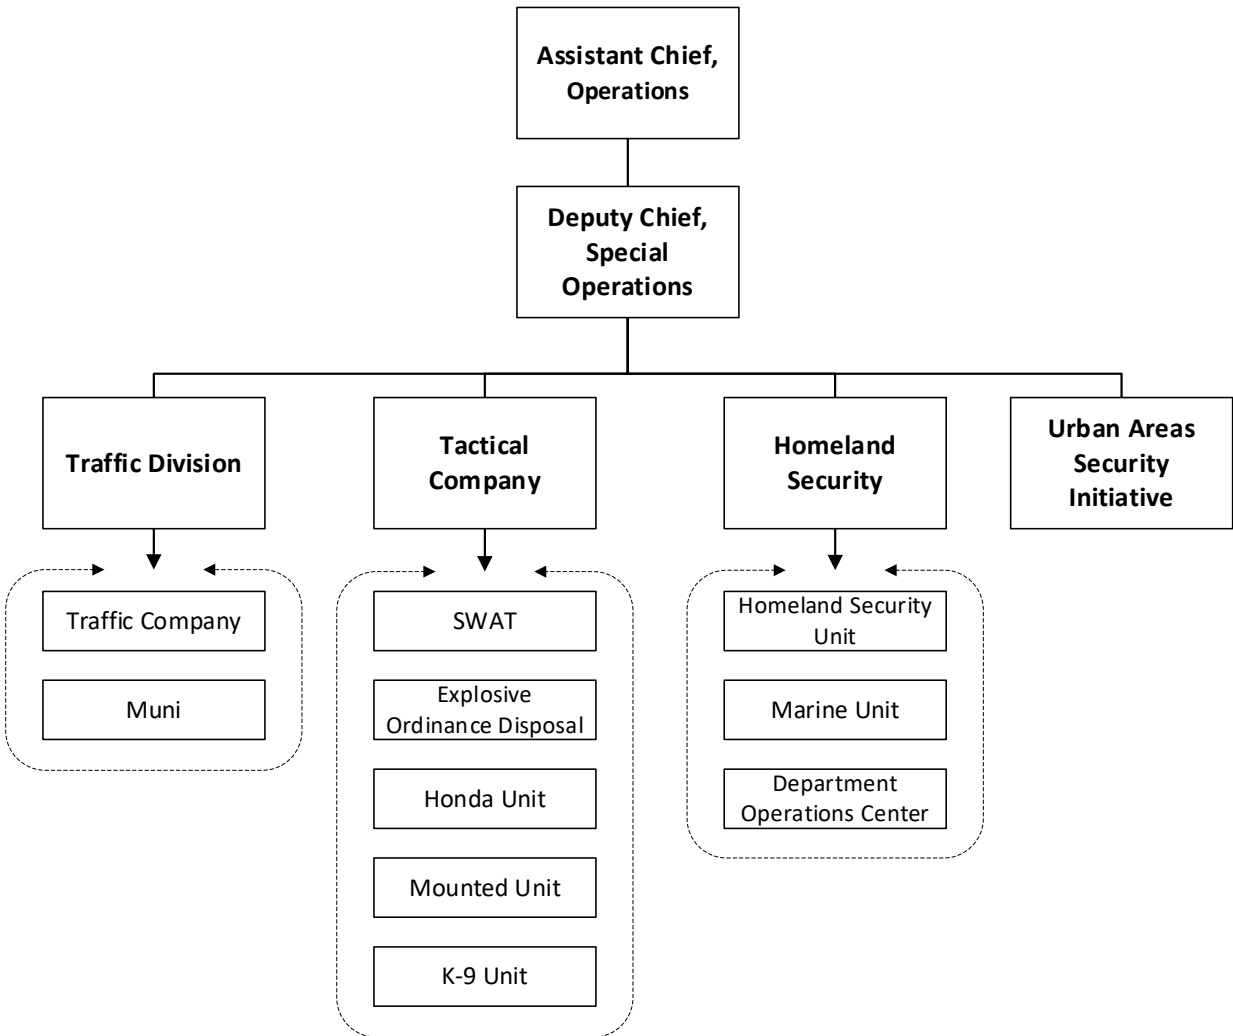 Assistant Chief,
Operations
Deputy Chief,
Special
Operations
Traffic Division
Tactical
Company
Homeland
Security
Urban Areas
Security
Initiative
Traffic Company
Muni
SWAT
Explosive
Ordinance Disposal
Honda Unit
Mounted Unit
K-9 Unit
Homeland Security
Unit
Marine Unit
Department
Operations Center